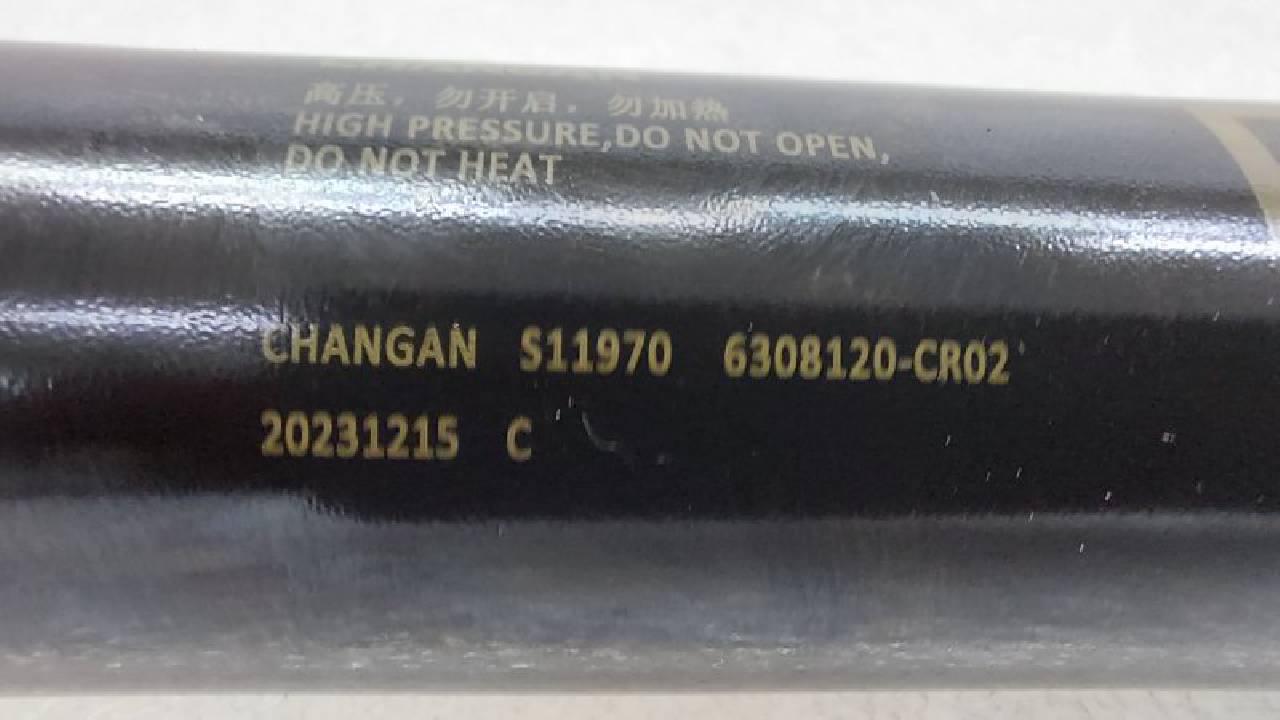 高压，勿开启，勿加热
HIGH PRESSURE,DO NOT OPEN,
DO NOT HEAT
CHANGAN S11970 6308120-CR02
20231215 C